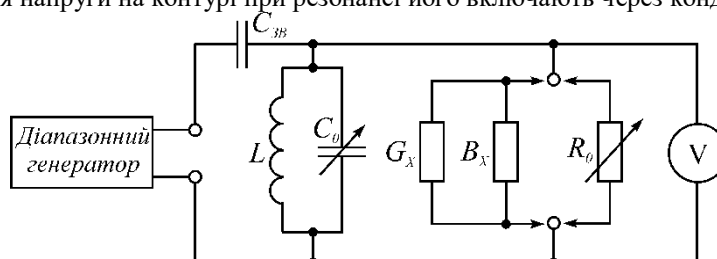 я напруги на контурі при резонансі його включають через конд
C_ЗВ
Діапазонний
генератор
L
C_0
G_X
B_X
R_0
V